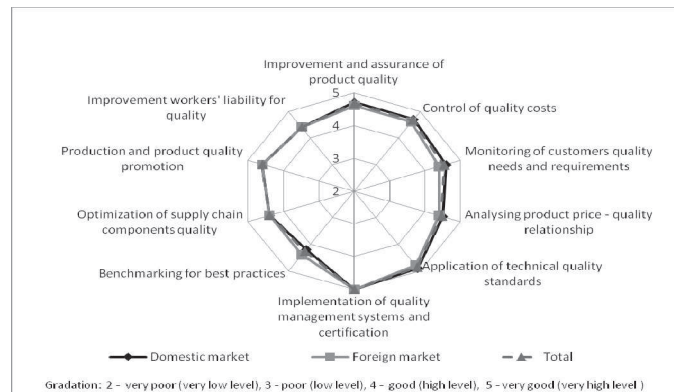 Improvement and assurance of
product quality
Control of quality costs
Monitoring of customers quality
needs and requirements
Analysing product price - quality
relationship
Application of technical quality
standards
Implementation of quality
management systems and
certification
Benchmarking for best practices
Optimization of supply chain
components quality
Production and product quality
promotion
Improvement workers' liability for
quality
5
4
3
2
Domestic market
Foreign market
Total
Gradation: 2 – very poor (very low level), 3 - poor (low level), 4 – good (high level), 5 - very good (very high level )